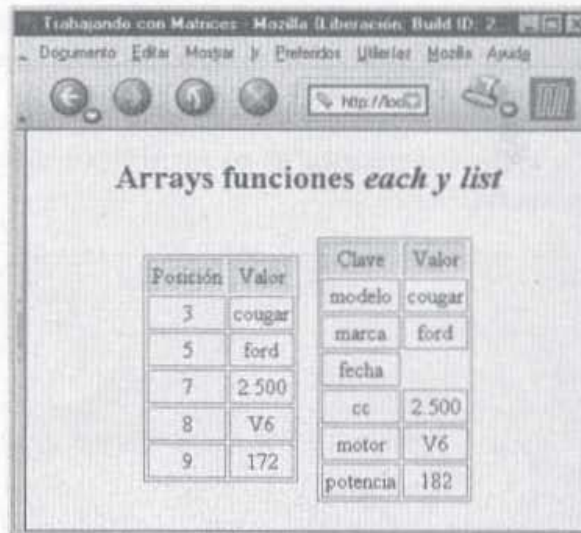 Trabajando con Matrices - Mozilla {Liberación, Build ID: 2...
Documento Editar Mostrar Ir Preferidos Utilerías Mozilla Ayuda
http://loc
Arrays funciones each y list
Posición Valor
3 cougar
5 ford
7 2.500
8 V6
9 172
Clave Valor
modelo cougar
marca ford
fecha
cc 2.500
motor V6
potencia 182